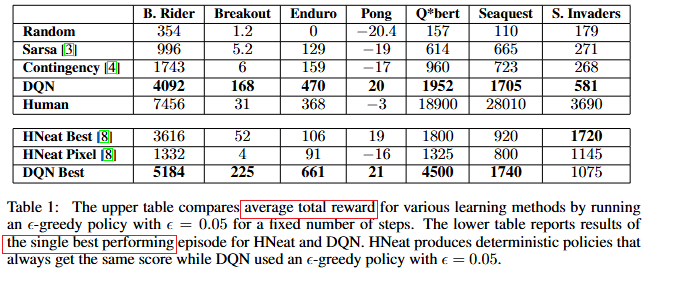 B. Rider Breakout Enduro Pong Q*bert Seaquest S. Invaders
Random 354 1.2 0 −20.4 157 110 179
Sarsa [3] 996 5.2 129 −19 614 665 271
Contingency [4] 1743 6 159 −17 960 723 268
DQN 4092 168 470 20 1952 1705 581
Human 7456 31 368 −3 18900 28010 3690
HNeat Best [8] 3616 52 106 19 1800 920 1720
HNeat Pixel [8] 1332 4 91 −16 1325 800 1145
DQN Best 5184 225 661 21 4500 1740 1075
Table 1: The upper table compares average total reward for various learning methods by running
an ϵ-greedy policy with ϵ = 0.05 for a fixed number of steps. The lower table reports results of
the single best performing episode for HNeat and DQN. HNeat produces deterministic policies that
always get the same score while DQN used an ϵ-greedy policy with ϵ = 0.05.